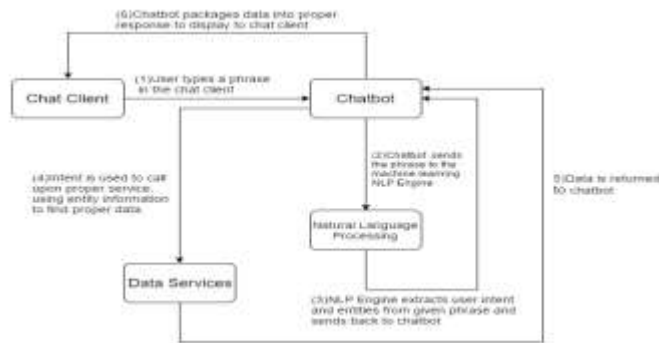 (6)Chatbot packages data into proper
response to display to chat client
(1)User types a phrase
in the chat client
Chat Client
Chatbot
(2)Chatbot sends
the phrase to the
machine learning
NLP Engine
(4)Intent is used to call
upon proper service,
using entity information
to find proper data
5)Data is returned
to chatbot
Natural Language
Processing
Data Services
(3)NLP Engine extracts user intent
and entities from given phrase and
sends back to chatbot